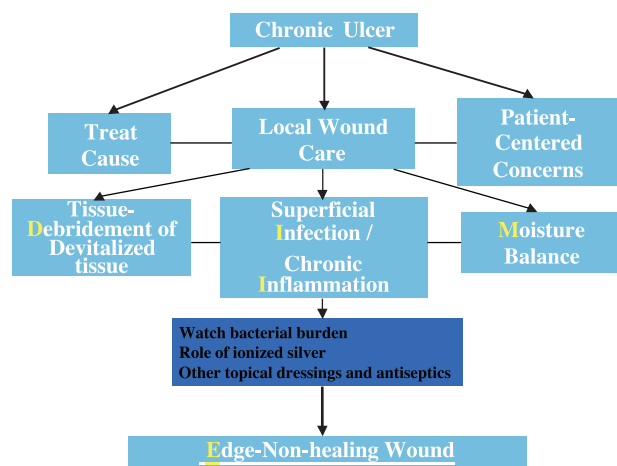 Chronic Ulcer
Treat
Cause
Local Wound
Care
Patient-
Centered
Concerns
Tissue-
Debridement of
Devitalized
tissue
Superficial
Infection /
Chronic
Inflammation
Moisture
Balance
Watch bacterial burden
Role of ionized silver
Other topical dressings and antiseptics
Edge-Non-healing Wound